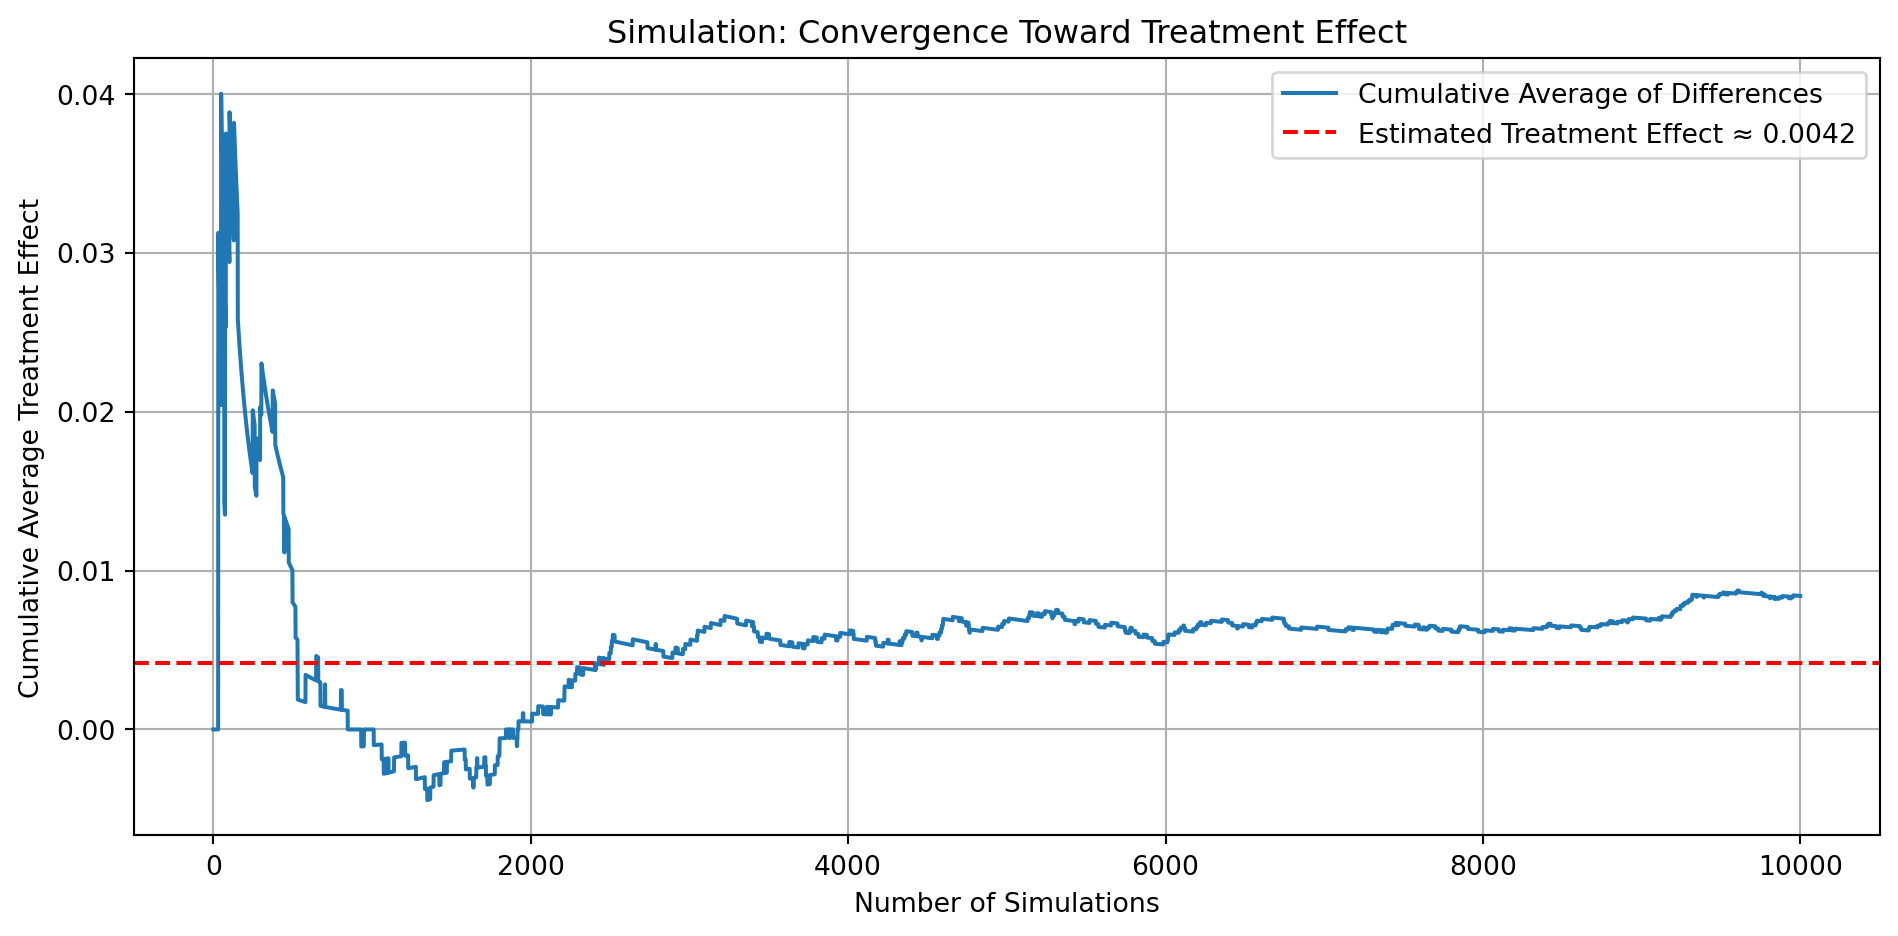 Simulation: Convergence Toward Treatment Effect
Cumulative Average of Differences
Estimated Treatment Effect ≈ 0.0042
Cumulative Average Treatment Effect
0.04
0.03
0.02
0.01
0.00
0 2000 4000 6000 8000 10000
Number of Simulations